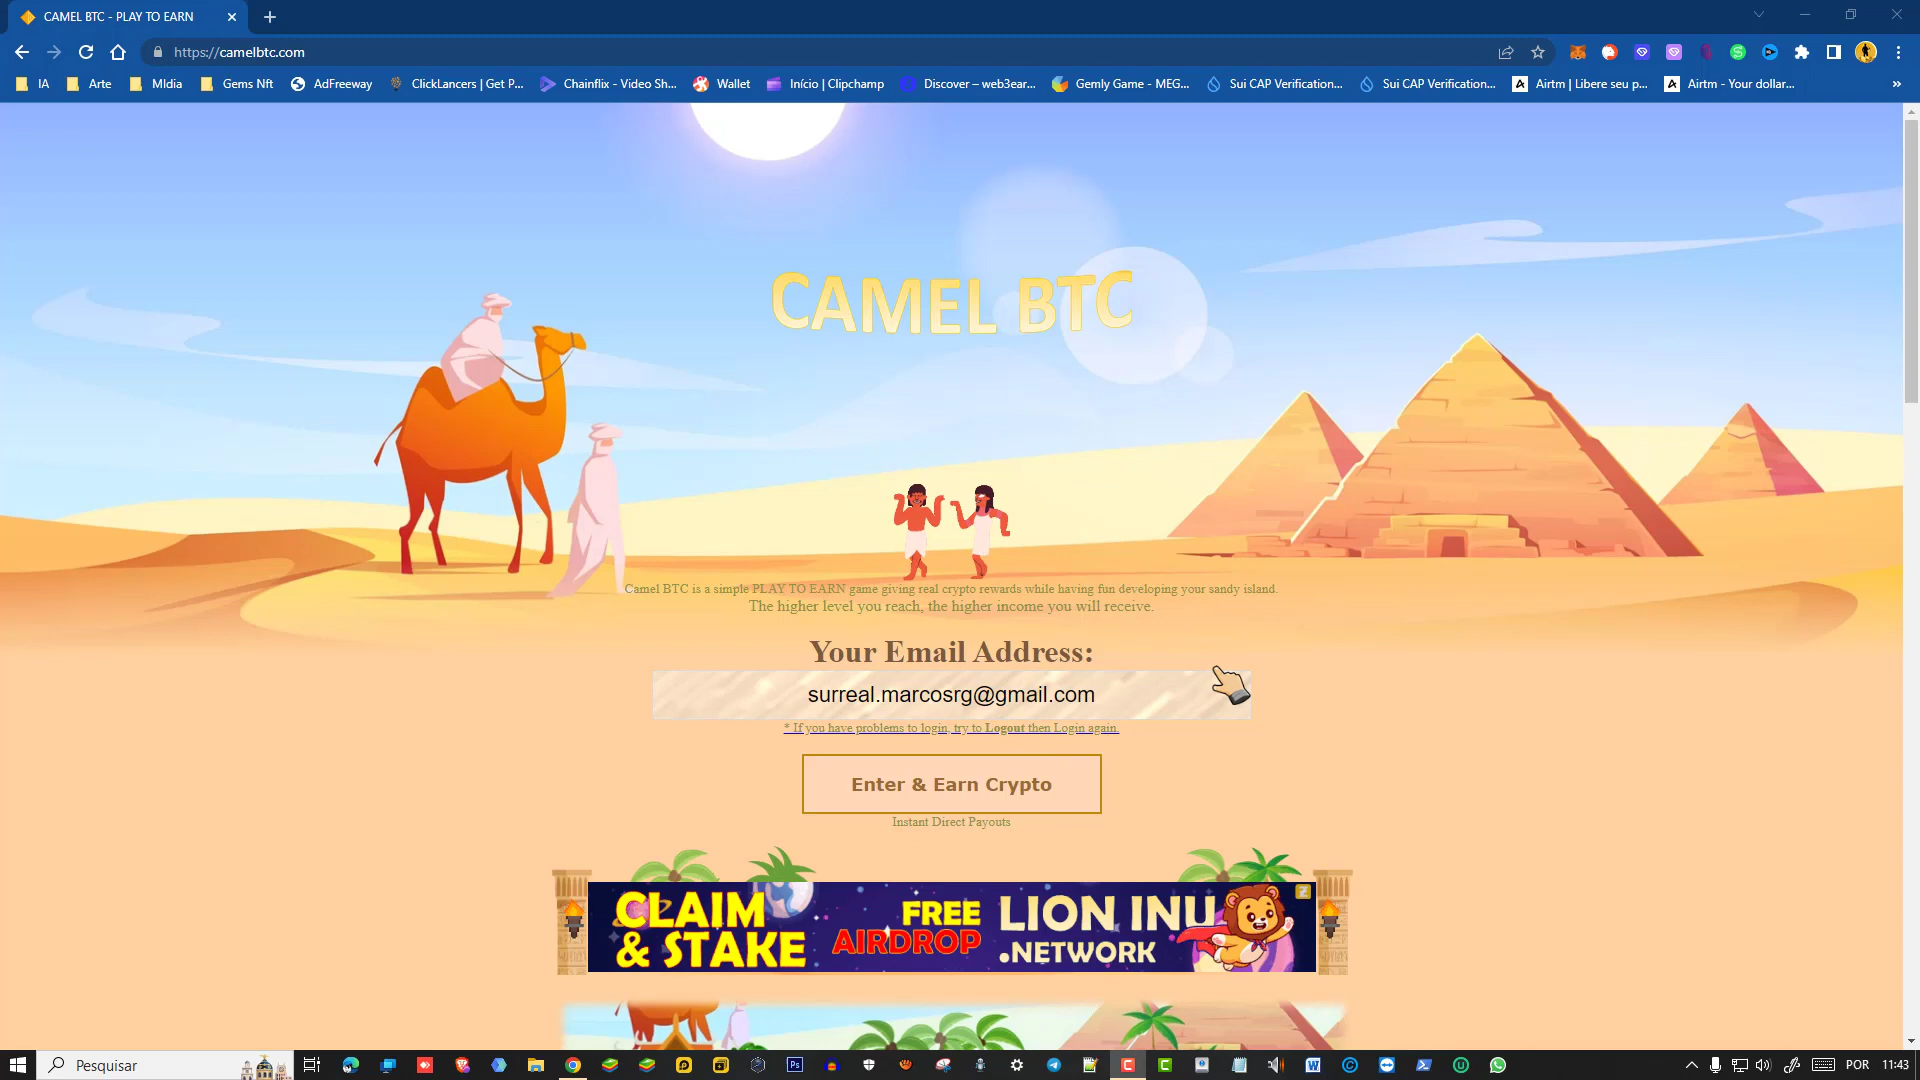 CAMEL BTC - PLAY TO EARN
https://camelbtc.com
IA
Arte
MIdia
Gems Nft
AdFreeway
ClickLancers | Get P...
Chainflix - Video Sh...
Wallet
Início | Clipchamp
Discover – web3ear...
Gemly Game - MEG...
Sui CAP Verification...
Sui CAP Verification...
Airtm | Libere seu p...
Airtm - Your dollar...
CAMEL BTC
Camel BTC is a simple PLAY TO EARN game giving real crypto rewards while having fun developing your sandy island.
The higher level you reach, the higher income you will receive.
Your Email Address:
surreal.marcosrg@gmail.com
* If you have problems to login, try to Logout then Login again.
Enter & Earn Crypto
Instant Direct Payouts
CLAIM
& STAKE
FREE
AIRDROP
LION INU
.NETWORK
Pesquisar
POR
11:43